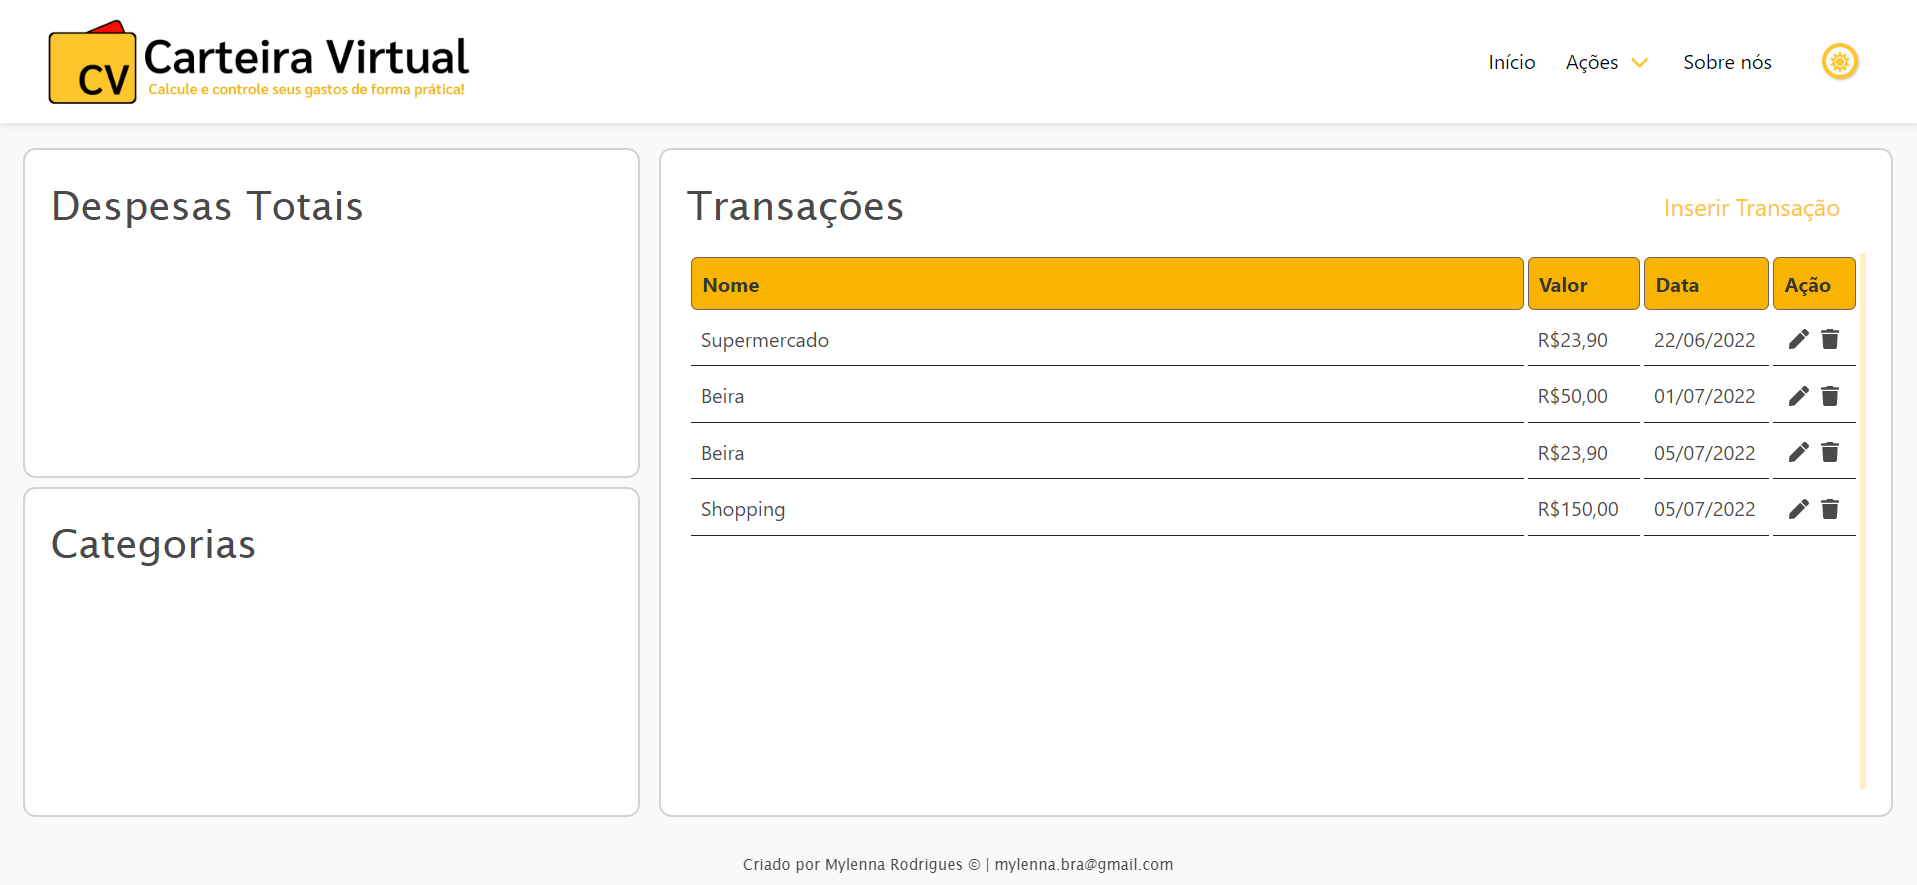 CV Carteira Virtual
Calcule e controle seus gastos de forma prática!
Início Ações Sobre nós
Despesas Totais
Categorias
Transações
Inserir Transação
Nome Valor Data Ação
Supermercado R$23,90 22/06/2022
Beira R$50,00 01/07/2022
Beira R$23,90 05/07/2022
Shopping R$150,00 05/07/2022
Criado por Mylenna Rodrigues © | mylenna.bra@gmail.com